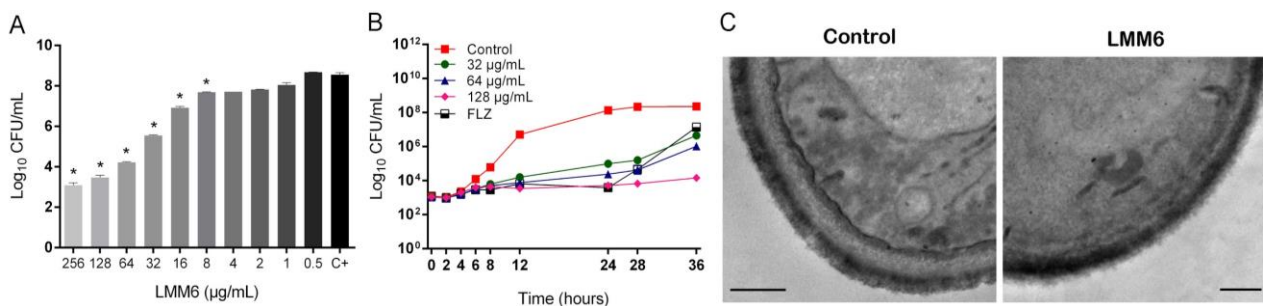 A
Log10 CFU/mL
10
8
6
4
2
0
* * * * * *
256 128 64 32 16 8 4 2 1 0.5 C+
LMM6 (µg/mL)
B
Log10 CFU/mL
10^12
10^10
10^8
10^6
10^4
10^2
10^0
Control
32 µg/mL
64 µg/mL
128 µg/mL
FLZ
0 2 4 6 8 12 24 28 36
Time (hours)
C
Control
LMM6